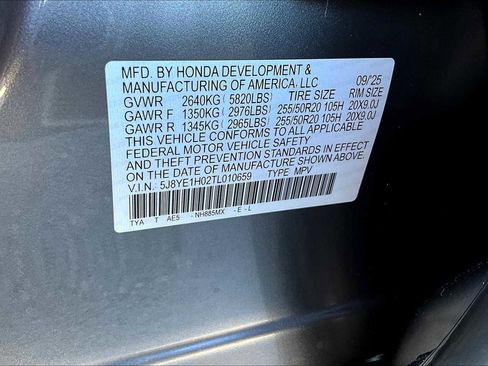 MFD. BY HONDA DEVELOPMENT & 09/25
MANUFACTURING OF AMERICA, LLC
GVWR 2640KG (5820LBS) TIRE SIZE RIM SIZE
GAWR F 1350KG (2976LBS) 255/50R20 105H 20X9.0J
GAWR R 1345KG (2965LBS) 255/50R20 105H 20X9.0J
THIS VEHICLE CONFORMS TO ALL APPLICABLE
FEDERAL MOTOR VEHICLE SAFETY, BUMPER,
AND THEFT PREVENTION STANDARDS IN EFFECT
ON THE DATE OF MANUFACTURE SHOWN ABOVE.
V.I.N.: 5J8YE1H02TL010659 TYPE MPV
TYA T AE5 - NH885MX - E - L